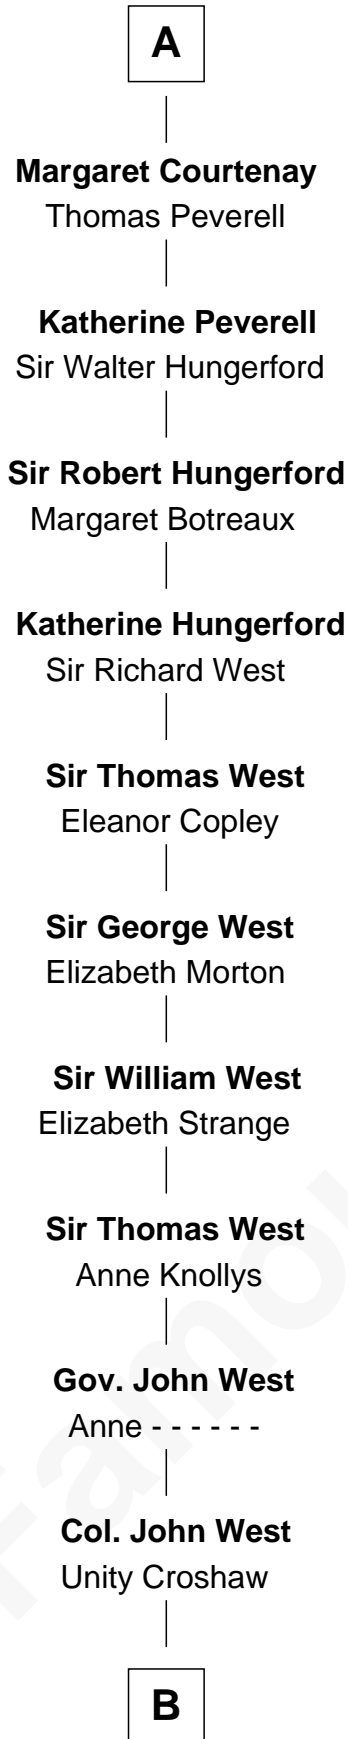 A
Margaret Courtenay
Thomas Peverell
Katherine Peverell
Sir Walter Hungerford
Sir Robert Hungerford
Margaret Botreaux
Katherine Hungerford
Sir Richard West
Sir Thomas West
Eleanor Copley
Sir George West
Elizabeth Morton
Sir William West
Elizabeth Strange
Sir Thomas West
Anne Knollys
Gov. John West
Anne - - - - - -
Col. John West
Unity Croshaw
B